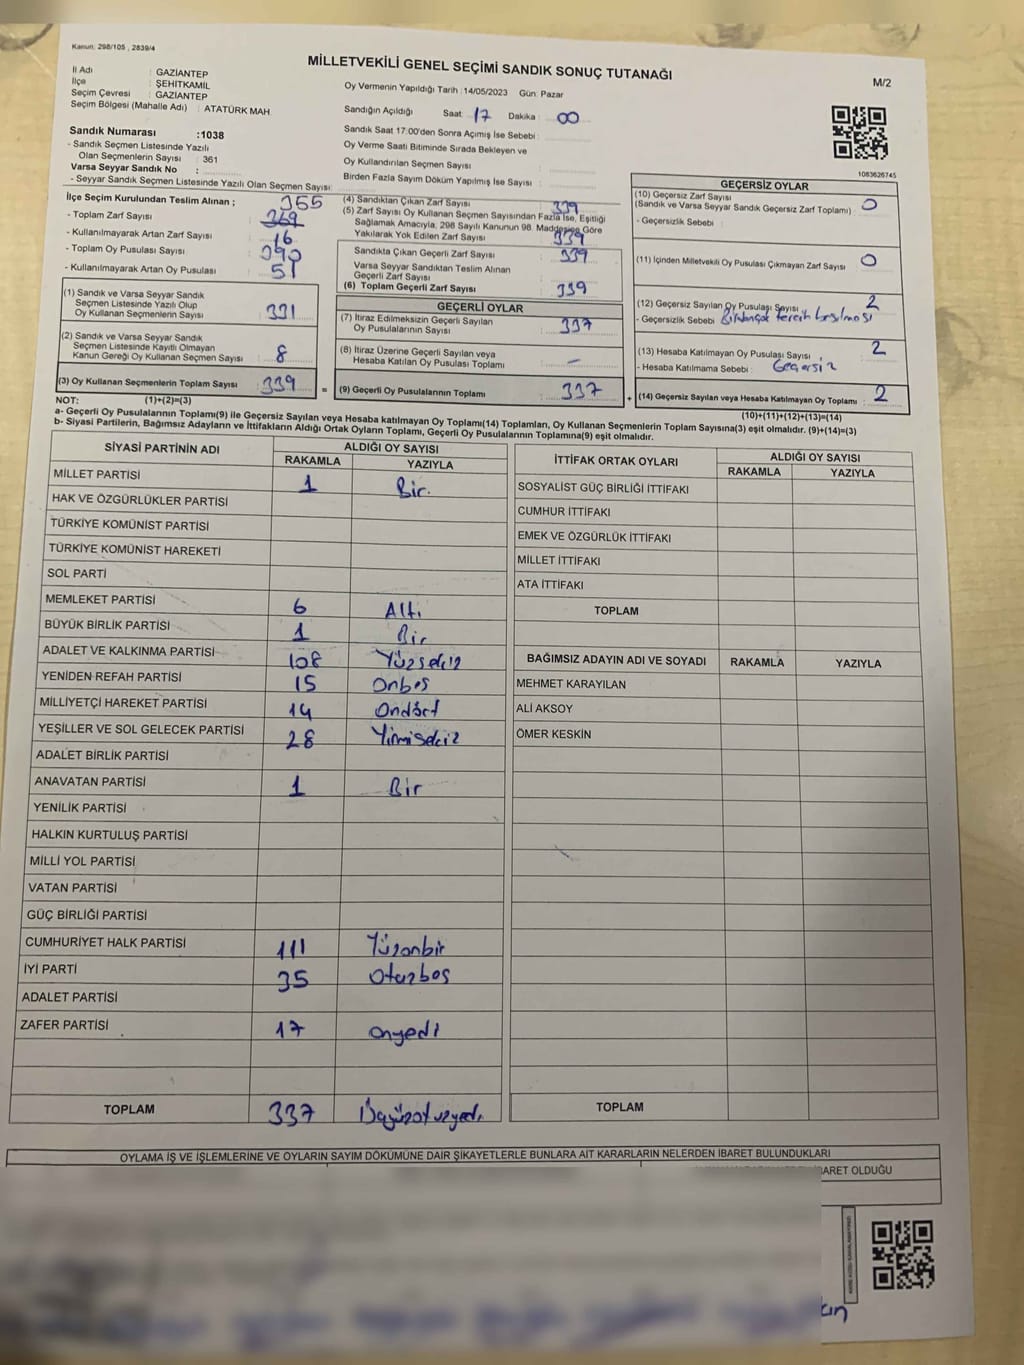 Kanun, 298/105 , 2839/4
MİLLETVEKİLİ GENEL SEÇİMİ SANDIK SONUÇ TUTANAĞI
M/2
İl Adı : GAZİANTEP
İlçe : ŞEHİTKAMİL
Seçim Çevresi : GAZİANTEP
Seçim Bölgesi (Mahalle Adı) : ATATÜRK MAH
Sandık Numarası :1038
- Sandık Seçmen Listesinde Yazılı
Olan Seçmenlerin Sayısı : 361
Varsa Seyyar Sandık No :
- Seyyar Sandık Seçmen Listesinde Yazılı Olan Seçmen Sayısı:
Oy Vermenin Yapıldığı Tarih :14/05/2023 Gün: Pazar
Sandığın Açıldığı Saat 17 Dakika : 00
Sandık Saat 17:00'den Sonra Açımış İse Sebebi :
Oy Verme Saati Bitiminde Sırada Bekleyen ve
Oy Kullandırılan Seçmen Sayısı
Birden Fazla Sayım Döküm Yapılmış İse Sayısı :
1083626745
İlçe Seçim Kurulundan Teslim Alınan ; 355
- Toplam Zarf Sayısı : 369
- Kullanılmayarak Artan Zarf Sayısı 16
- Toplam Oy Pusulası Sayısı : 390
- Kullanılmayarak Artan Oy Pusulası : 51
(1) Sandık ve Varsa Seyyar Sandık
Seçmen Listesinde Yazılı Olup
Oy Kullanan Seçmenlerin Sayısı : 331
(2) Sandık ve Varsa Seyyar Sandık
Seçmen Listesinde Kayıtlı Olmayan
Kanun Gereği Oy Kullanan Seçmen Sayısı : 8
(3) Oy Kullanan Seçmenlerin Toplam Sayısı : 339 =
(4) Sandıktan Çıkan Zarf Sayısı : 339
(5) Zarf Sayısı Oy Kullanan Seçmen Sayısından Fazla İse, Eşitliği
Sağlamak Amacıyla, 298 Sayılı Kanunun 98. Maddesine Göre
Yakılarak Yok Edilen Zarf Sayısı : 339
Sandıkta Çıkan Geçerli Zarf Sayısı : 339
Varsa Seyyar Sandıktan Teslim Alınan
Geçerli Zarf Sayısı
(6) Toplam Geçerli Zarf Sayısı : 339
GEÇERLİ OYLAR
(7) İtiraz Edilmeksizin Geçerli Sayılan
Oy Pusulalarının Sayısı : 337
(8) İtiraz Üzerine Geçerli Sayılan veya
Hesaba Katılan Oy Pusulası Toplamı : –
(9) Geçerli Oy Pusulalarının Toplamı : 337 +
GEÇERSİZ OYLAR
(10) Geçersiz Zarf Sayısı
(Sandık ve Varsa Seyyar Sandık Geçersiz Zarf Toplamı) : 0
- Geçersizlik Sebebi :
(11) İçinden Milletvekili Oy Pusulası Çıkmayan Zarf Sayısı : 0
(12) Geçersiz Sayılan Oy Pusulası Sayısı : 2
- Geçersizlik Sebebi : Birden çok tercih basılması
(13) Hesaba Katılmayan Oy Pusulası Sayısı : 2
- Hesaba Katılmama Sebebi : Geçersiz
(14) Geçersiz Sayılan veya Hesaba Katılmayan Oy Toplamı : 2
NOT: (1)+(2)=(3) (10)+(11)+(12)+(13)=(14)
a- Geçerli Oy Pusulalarının Toplamı(9) ile Geçersiz Sayılan veya Hesaba katılmayan Oy Toplamı(14) Toplamları, Oy Kullanan Seçmenlerin Toplam Sayısına(3) eşit olmalıdır. (9)+(14)=(3)
b- Siyasi Partilerin, Bağımsız Adayların ve İttifakların Aldığı Ortak Oyların Toplamı, Geçerli Oy Pusulalarının Toplamına(9) eşit olmalıdır.
SİYASİ PARTİNİN ADI ALDIĞI OY SAYISI
RAKAMLA YAZIYLA
MİLLET PARTİSİ 1 Bir.
HAK VE ÖZGÜRLÜKLER PARTİSİ
TÜRKİYE KOMÜNİST PARTİSİ
TÜRKİYE KOMÜNİST HAREKETİ
SOL PARTİ
MEMLEKET PARTİSİ 6 Altı
BÜYÜK BİRLİK PARTİSİ 1 Bir
ADALET VE KALKINMA PARTİSİ 108 Yüzsekiz
YENİDEN REFAH PARTİSİ 15 Onbeş
MİLLİYETÇİ HAREKET PARTİSİ 14 Ondört
YEŞİLLER VE SOL GELECEK PARTİSİ 28 Yirmisekiz
ADALET BİRLİK PARTİSİ
ANAVATAN PARTİSİ 1 Bir
YENİLİK PARTİSİ
HALKIN KURTULUŞ PARTİSİ
MİLLİ YOL PARTİSİ
VATAN PARTİSİ
GÜÇ BİRLİĞİ PARTİSİ
CUMHURİYET HALK PARTİSİ 111 Yüzonbir
İYİ PARTİ 35 Otuzbeş
ADALET PARTİSİ
ZAFER PARTİSİ 17 onyedi
TOPLAM 337 Üçyüzotuzyedi
İTTİFAK ORTAK OYLARI ALDIĞI OY SAYISI
RAKAMLA YAZIYLA
SOSYALİST GÜÇ BİRLİĞİ İTTİFAKI
CUMHUR İTTİFAKI
EMEK VE ÖZGÜRLÜK İTTİFAKI
MİLLET İTTİFAKI
ATA İTTİFAKI
TOPLAM
BAĞIMSIZ ADAYIN ADI VE SOYADI RAKAMLA YAZIYLA
MEHMET KARAYILAN
ALİ AKSOY
ÖMER KESKİN
TOPLAM
OYLAMA İŞ VE İŞLEMLERİNE VE OYLARIN SAYIM DÖKÜMÜNE DAİR ŞİKAYETLERLE BUNLARA AİT KARARLARIN NELERDEN İBARET BULUNDUKLARI
BARET OLDUĞU